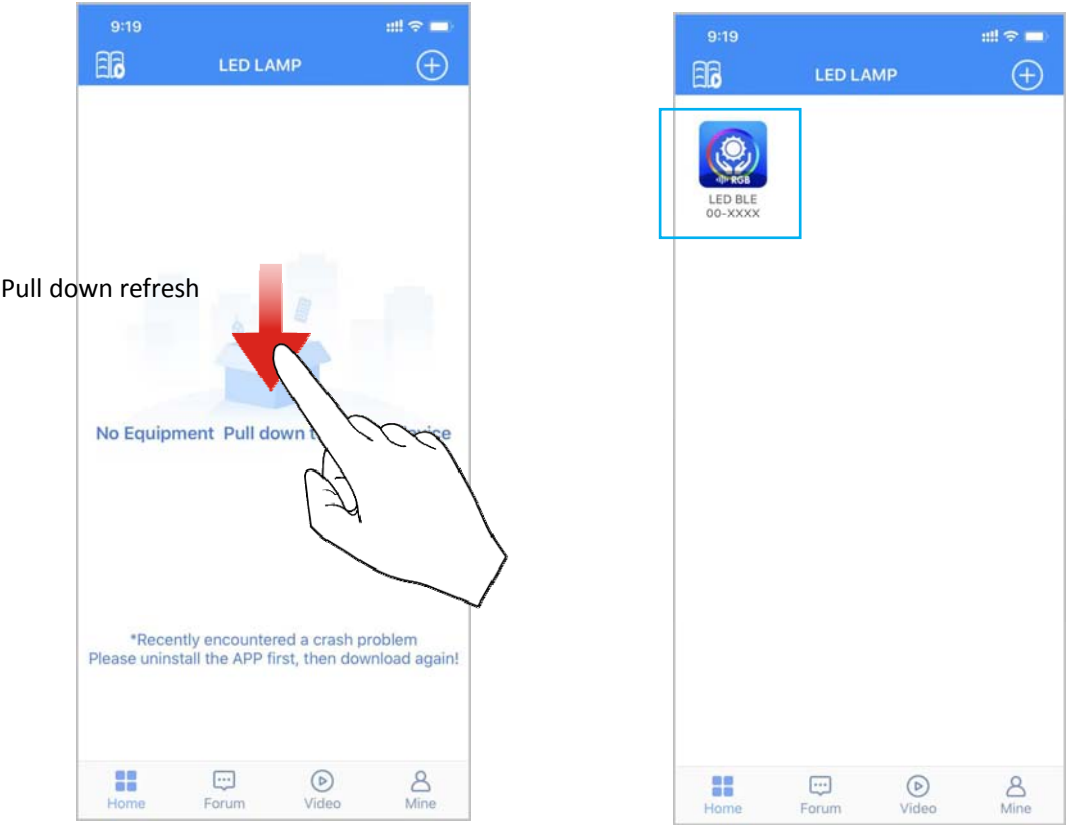 9:19
LED LAMP
Pull down refresh
No Equipment Pull down
*Recently encountered a crash problem
Please uninstall the APP first, then download again!
Home Forum Video Mine
9:19
LED LAMP
RGB
LED BLE
00-XXXX
Home Forum Video Mine